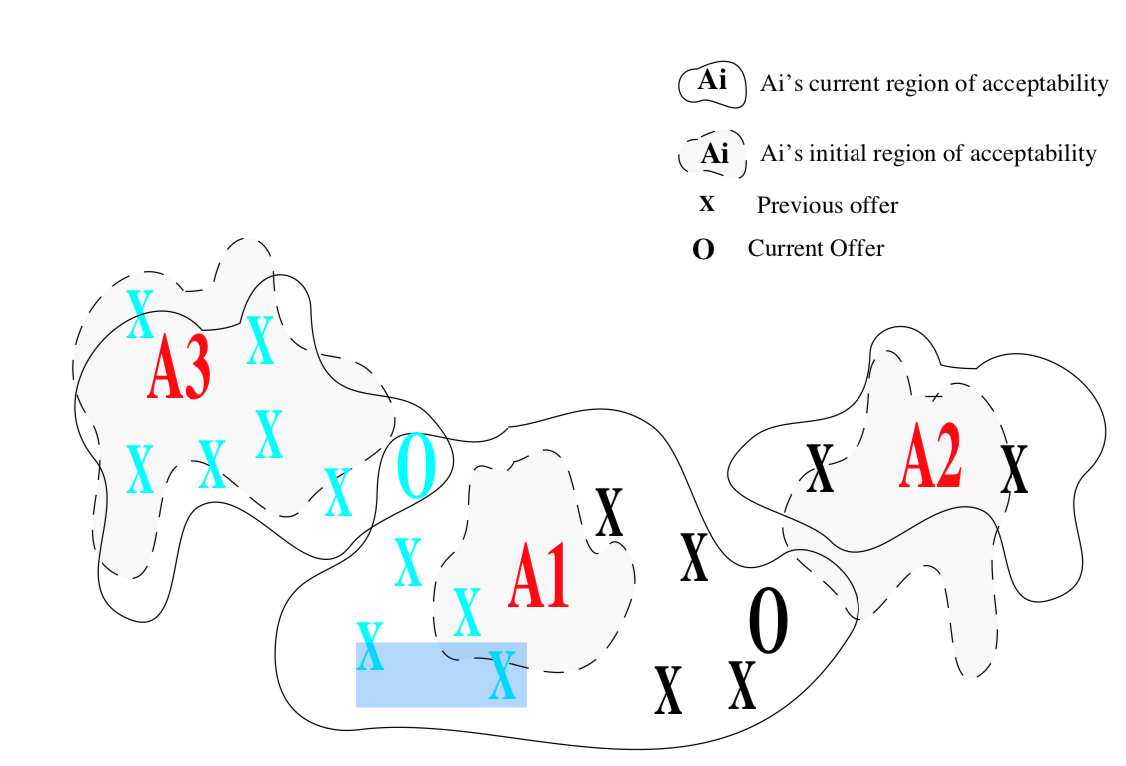 Ai Ai's current region of acceptability
Ai Ai's initial region of acceptability
X Previous offer
O Current Offer
X
X
A3
X
X X
X
O
X
A1
X
X
X
X
X
X
O
X
X
X
A2
X